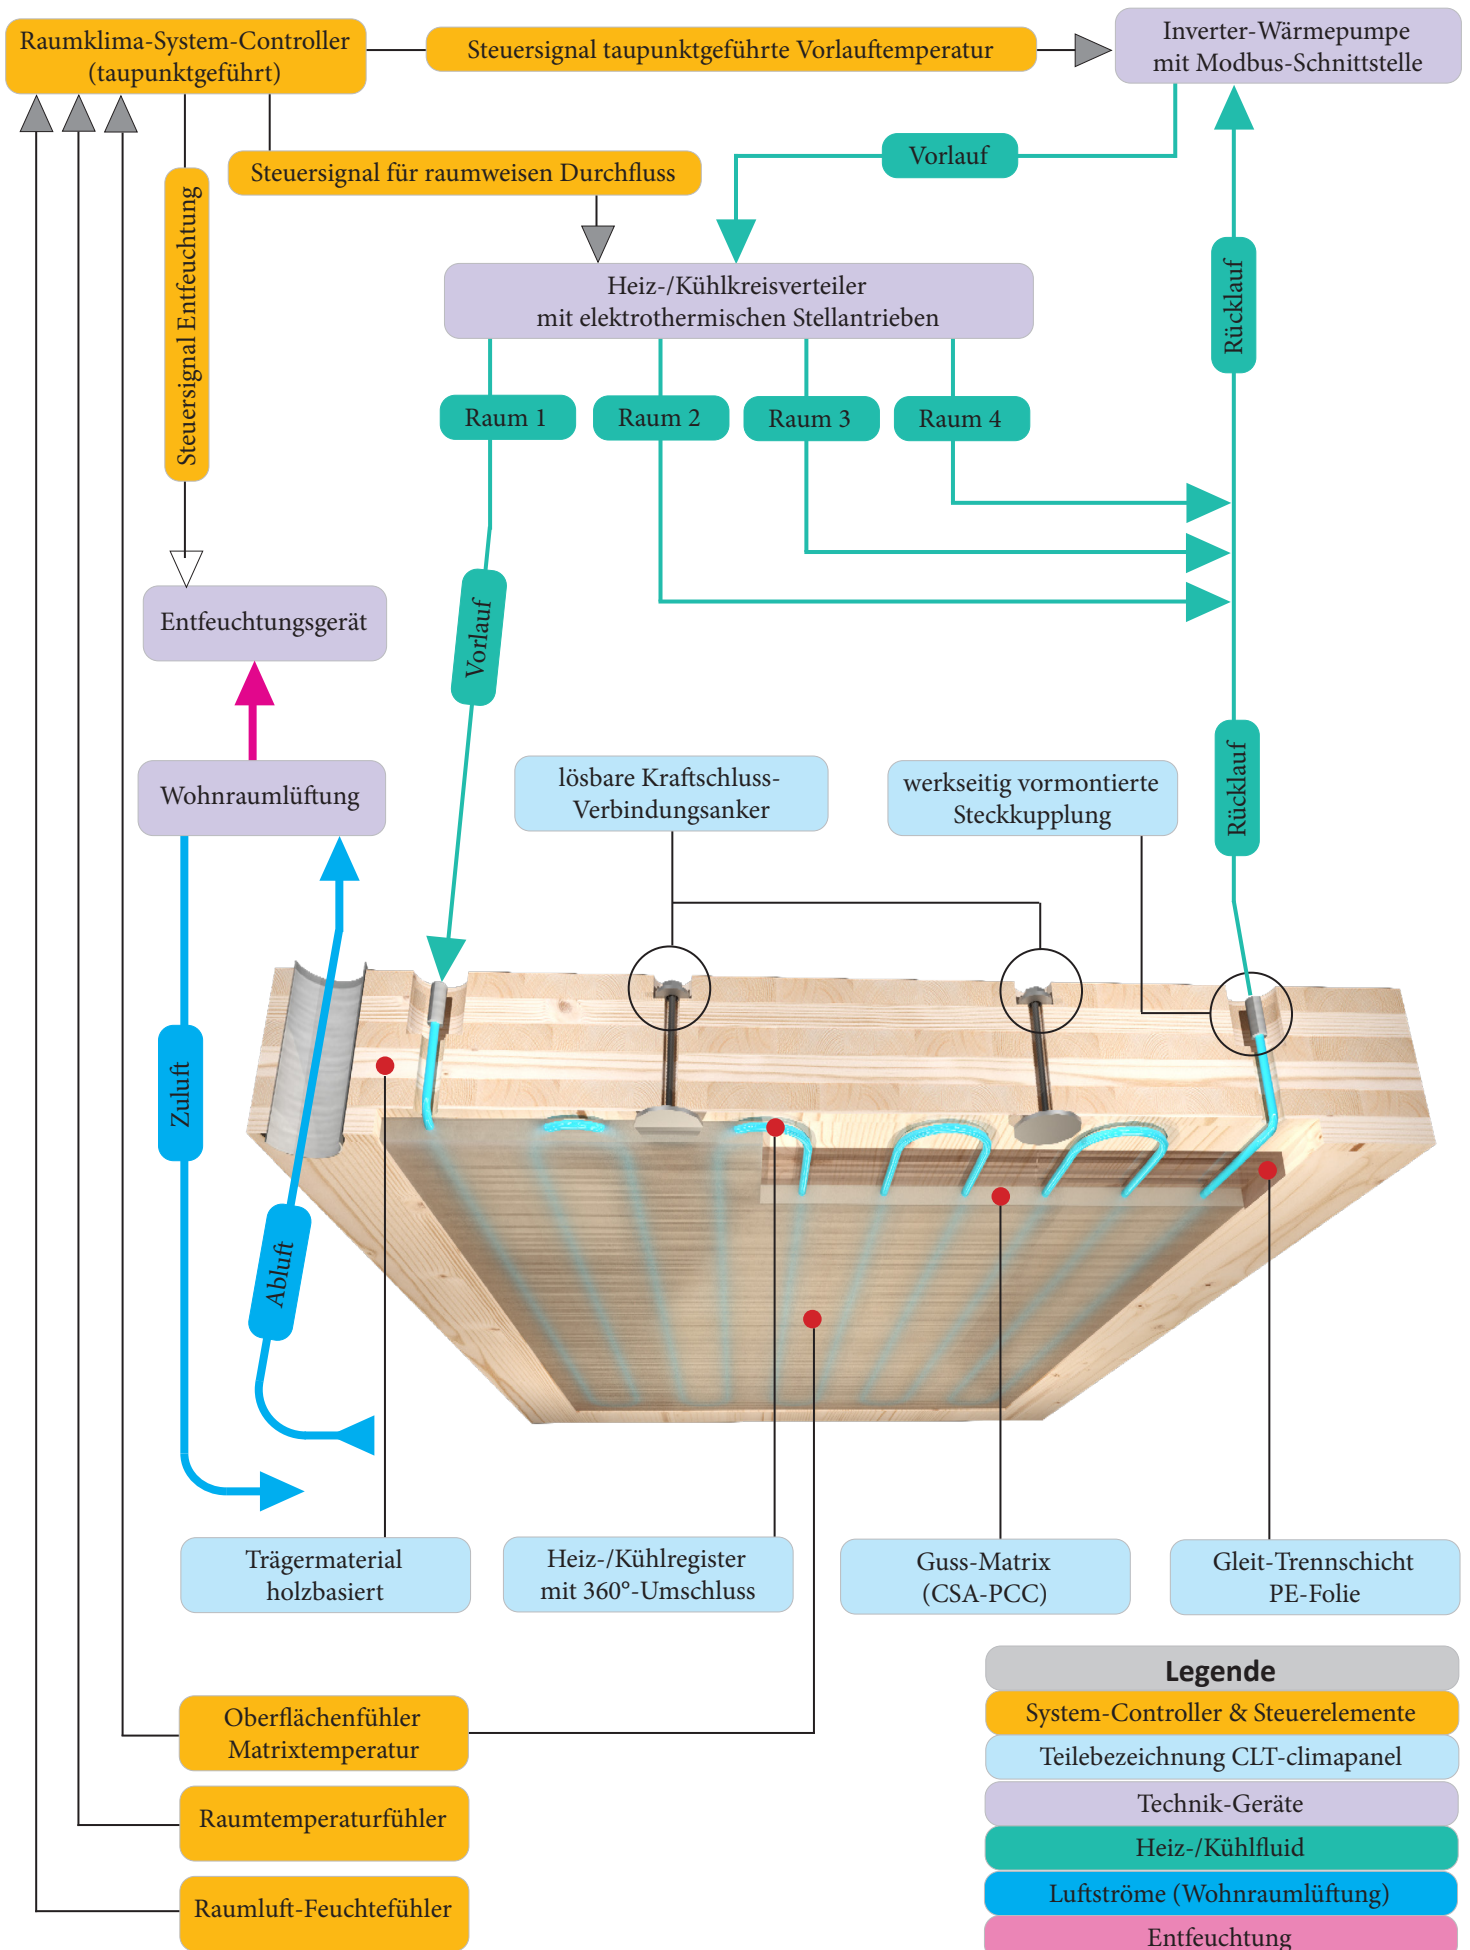 Raumklima-System-Controller
(taupunktgeführt)
Steuersignal taupunktgeführte Vorlauftemperatur
Inverter-Wärmepumpe
mit Modbus-Schnittstelle
Vorlauf
Steuersignal für raumweisen Durchfluss
Steuersignal Entfeuchtung
Rücklauf
Heiz-/Kühlkreisverteiler
mit elektrothermischen Stellantrieben
Raum 1
Raum 2
Raum 3
Raum 4
Entfeuchtungsgerät
Vorlauf
Wohnraumlüftung
lösbare Kraftschluss-
Verbindungsanker
werkseitig vormontierte
Steckkupplung
Rücklauf
Zuluft
Abluft
Trägermaterial
holzbasiert
Heiz-/Kühlregister
mit 360°-Umschluss
Guss-Matrix
(CSA-PCC)
Gleit-Trennschicht
PE-Folie
Oberflächenfühler
Matrixtemperatur
Raumtemperaturfühler
Raumluft-Feuchtefühler
Legende
System-Controller & Steuerelemente
Teilebezeichnung CLT-climapanel
Technik-Geräte
Heiz-/Kühlfluid
Luftströme (Wohnraumlüftung)
Entfeuchtung